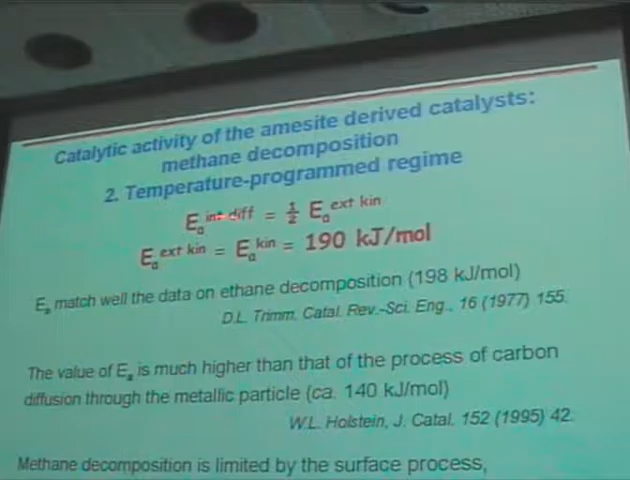 Catalytic activity of the amesite derived catalysts:
methane decomposition
2. Temperature-programmed regime
Eₐ^int diff = ½ Eₐ^ext kin
Eₐ^ext kin = Eₐ^kin = 190 kJ/mol
Eₐ match well the data on ethane decomposition (198 kJ/mol)
D.L. Trimm, Catal. Rev.-Sci. Eng., 16 (1977) 155.
The value of Eₐ is much higher than that of the process of carbon
diffusion through the metallic particle (ca. 140 kJ/mol)
W.L. Holstein, J. Catal. 152 (1995) 42.
Methane decomposition is limited by the surface process,